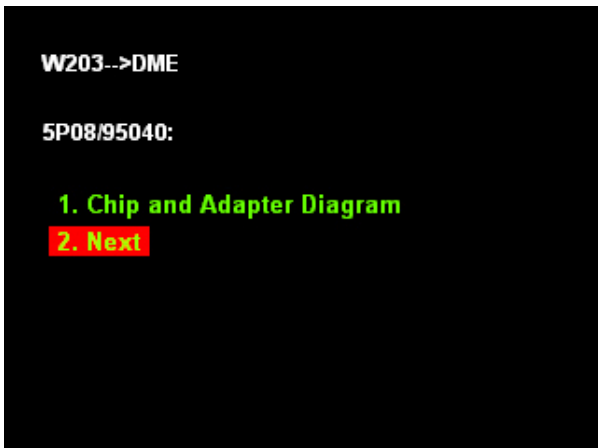 W203-->DME
5P08/95040:
1. Chip and Adapter Diagram
2. Next